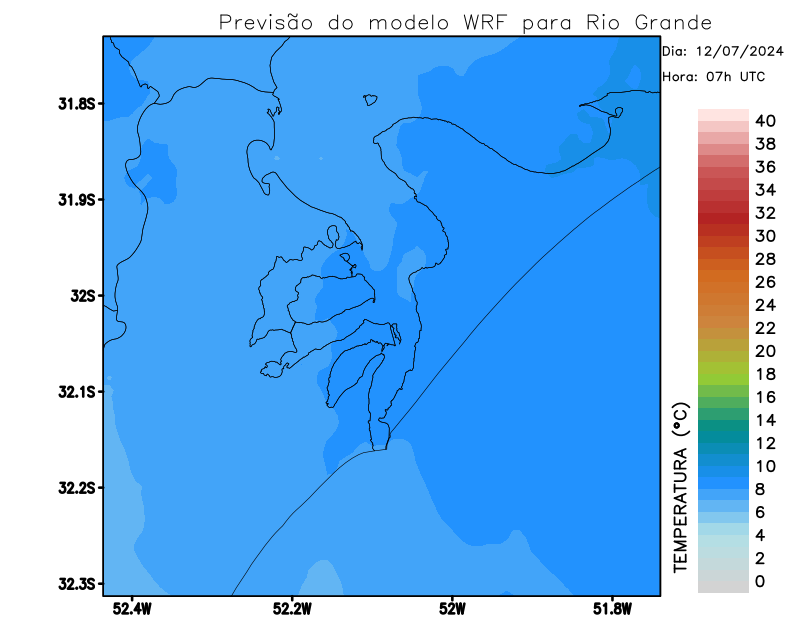 Previsão do modelo WRF para Rio Grande
Dia: 12/07/2024
Hora: 07h UTC
31.8S
31.9S
32S
32.1S
32.2S
32.3S
52.4W
52.2W
52W
51.8W
TEMPERATURA (°C)
40
38
36
34
32
30
28
26
24
22
20
18
16
14
12
10
8
6
4
2
0